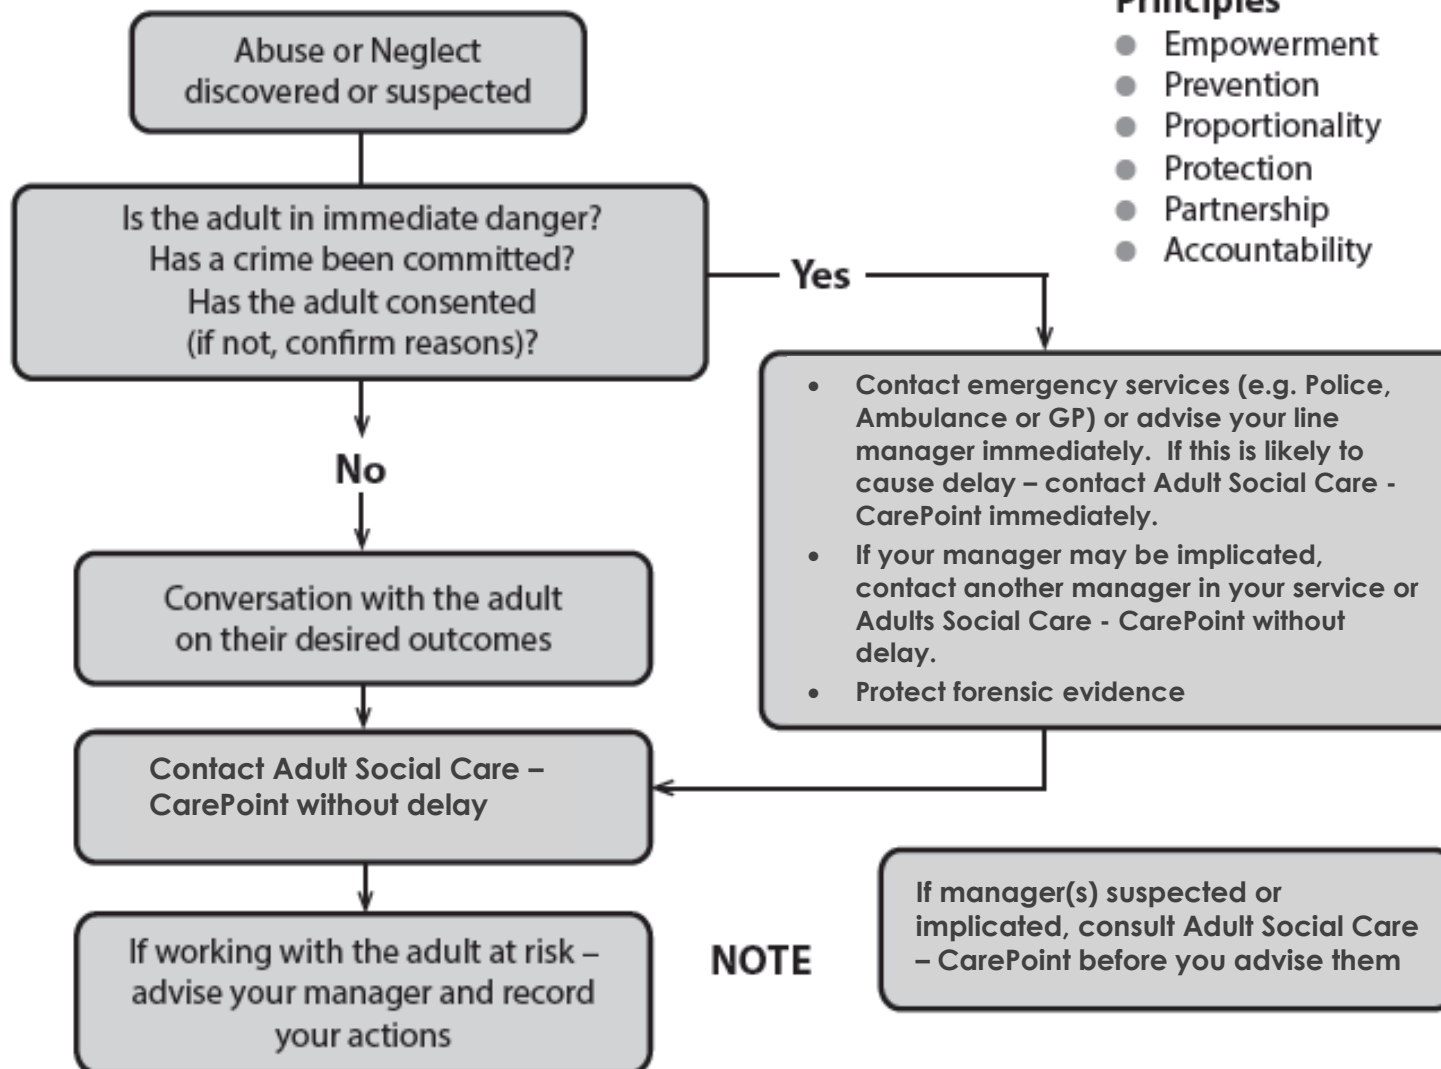 Principles
● Empowerment
● Prevention
● Proportionality
● Protection
● Partnership
● Accountability
Abuse or Neglect
discovered or suspected
Is the adult in immediate danger?
Has a crime been committed?
Has the adult consented
(if not, confirm reasons)?
Yes
No
• Contact emergency services (e.g. Police,
Ambulance or GP) or advise your line
manager immediately.  If this is likely to
cause delay – contact Adult Social Care -
CarePoint immediately.
• If your manager may be implicated,
contact another manager in your service or
Adults Social Care - CarePoint without
delay.
• Protect forensic evidence
Conversation with the adult
on their desired outcomes
Contact Adult Social Care –
CarePoint without delay
If working with the adult at risk –
advise your manager and record
your actions
NOTE
If manager(s) suspected or
implicated, consult Adult Social Care
– CarePoint before you advise them